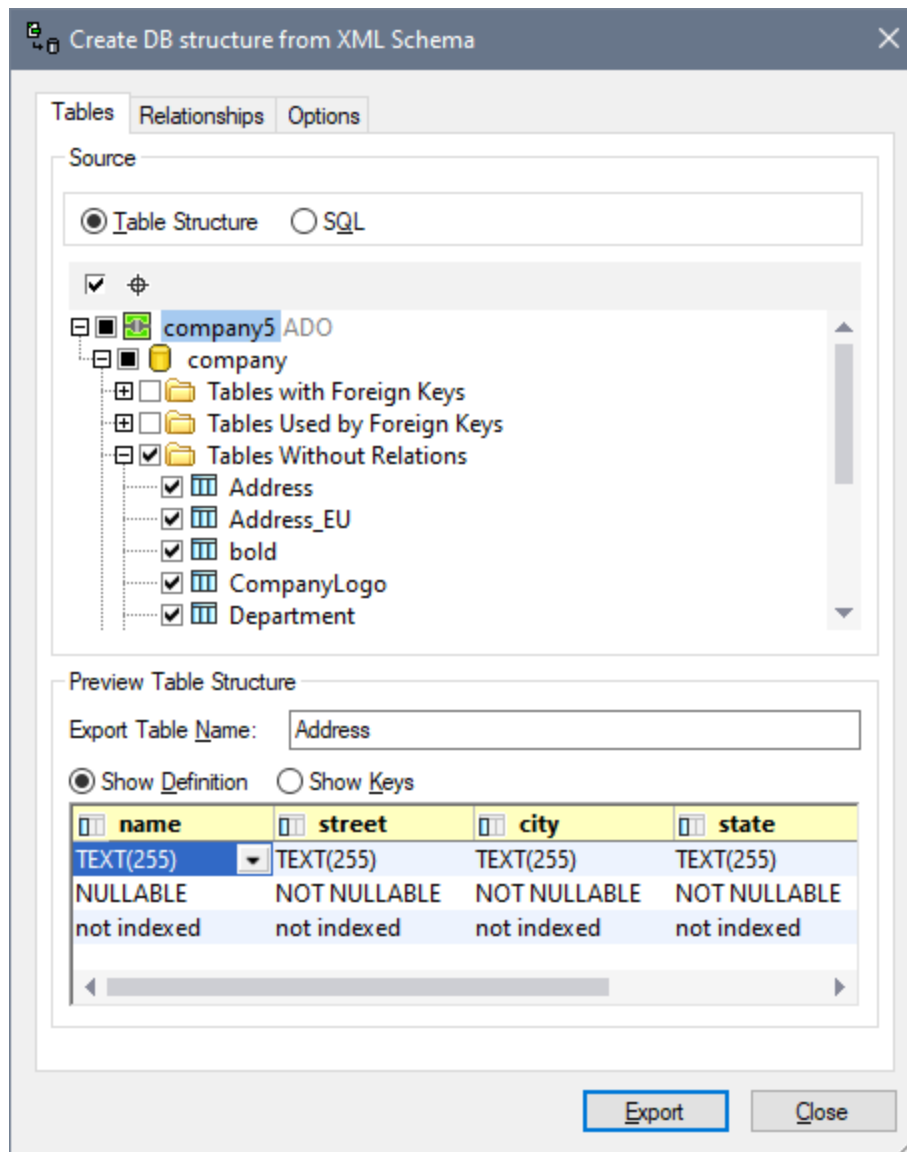 Create DB structure from XML Schema
Tables Relationships Options
Source
Table Structure SQL
company5 ADO
company
Tables with Foreign Keys
Tables Used by Foreign Keys
Tables Without Relations
Address
Address_EU
bold
CompanyLogo
Department
Preview Table Structure
Export Table Name: Address
Show Definition Show Keys
name street city state
TEXT(255) TEXT(255) TEXT(255) TEXT(255)
NULLABLE NOT NULLABLE NOT NULLABLE NOT NULLABLE
not indexed not indexed not indexed not indexed
Export Close